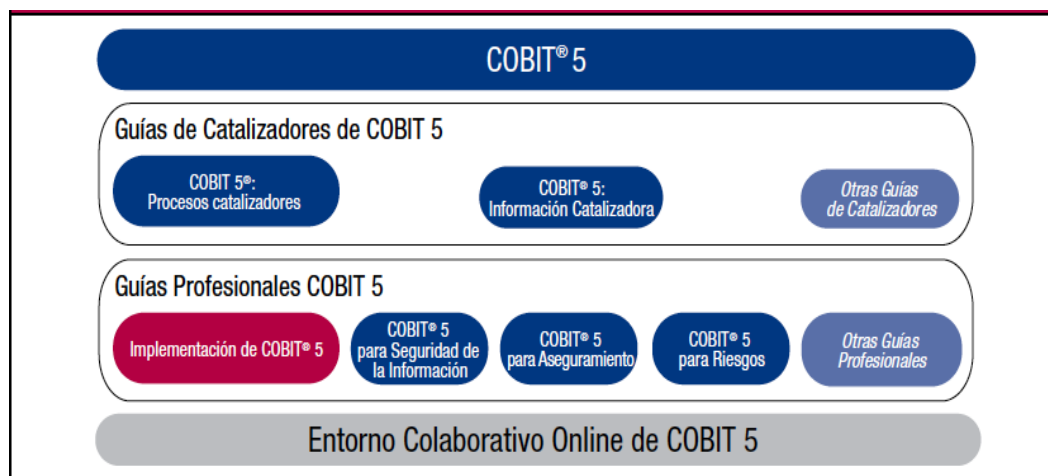 COBIT® 5
Guías de Catalizadores de COBIT 5
COBIT 5®:
Procesos catalizadores
COBIT® 5:
Información Catalizadora
Otras Guías
de Catalizadores
Guías Profesionales COBIT 5
Implementación de COBIT® 5
COBIT® 5
para Seguridad de
la Información
COBIT® 5
para Aseguramiento
COBIT® 5
para Riesgos
Otras Guías
Profesionales
Entorno Colaborativo Online de COBIT 5